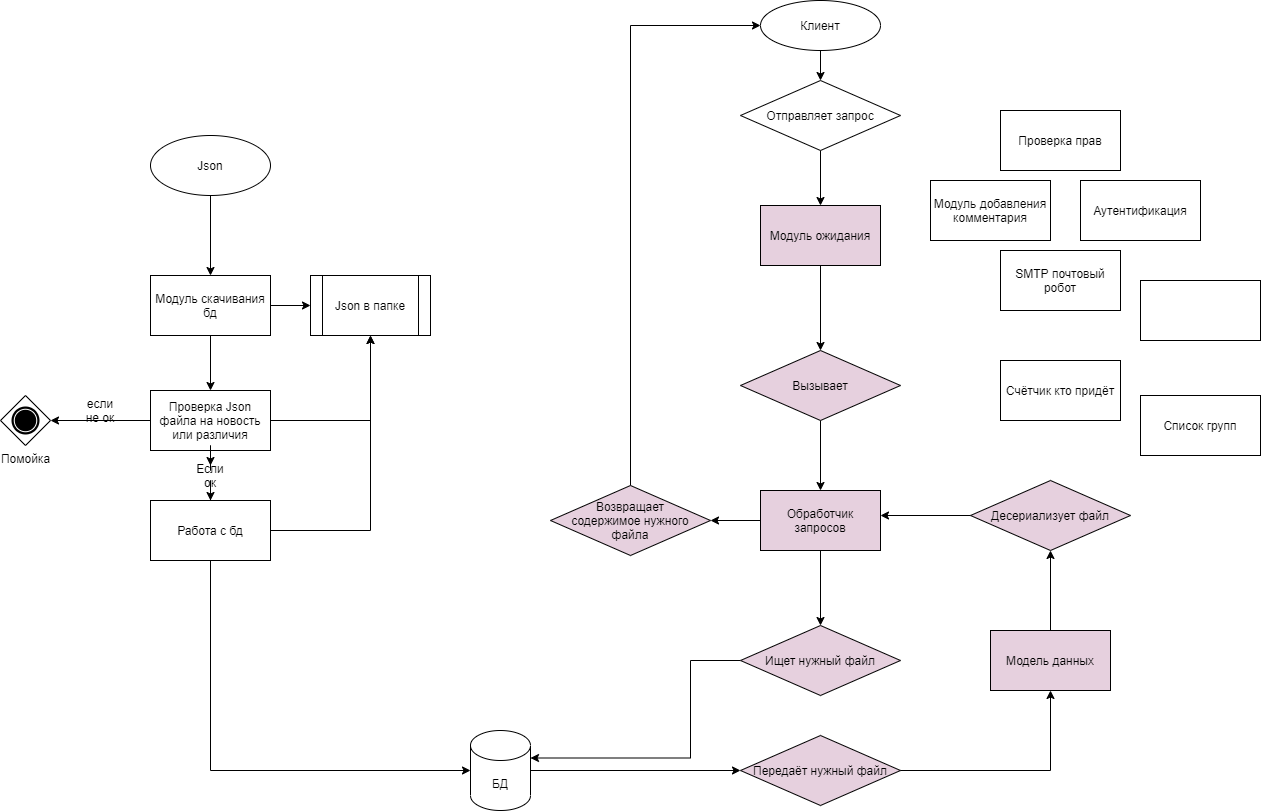 Клиент
Отправляет запрос
Проверка прав
Json
Модуль добавления
комментария
Аутентификация
Модуль ожидания
SMTP почтовый
робот
Модуль скачивания
бд
Json в папке
Вызывает
Счётчик кто придёт
если
не ок
Проверка Json
файла на новость
или различия
Список групп
Помойка
Если
ок
Возвращает
содержимое нужного
файла
Обработчик
запросов
Десериализует файл
Работа с бд
Ищет нужный файл
Модель данных
БД
Передаёт нужный файл